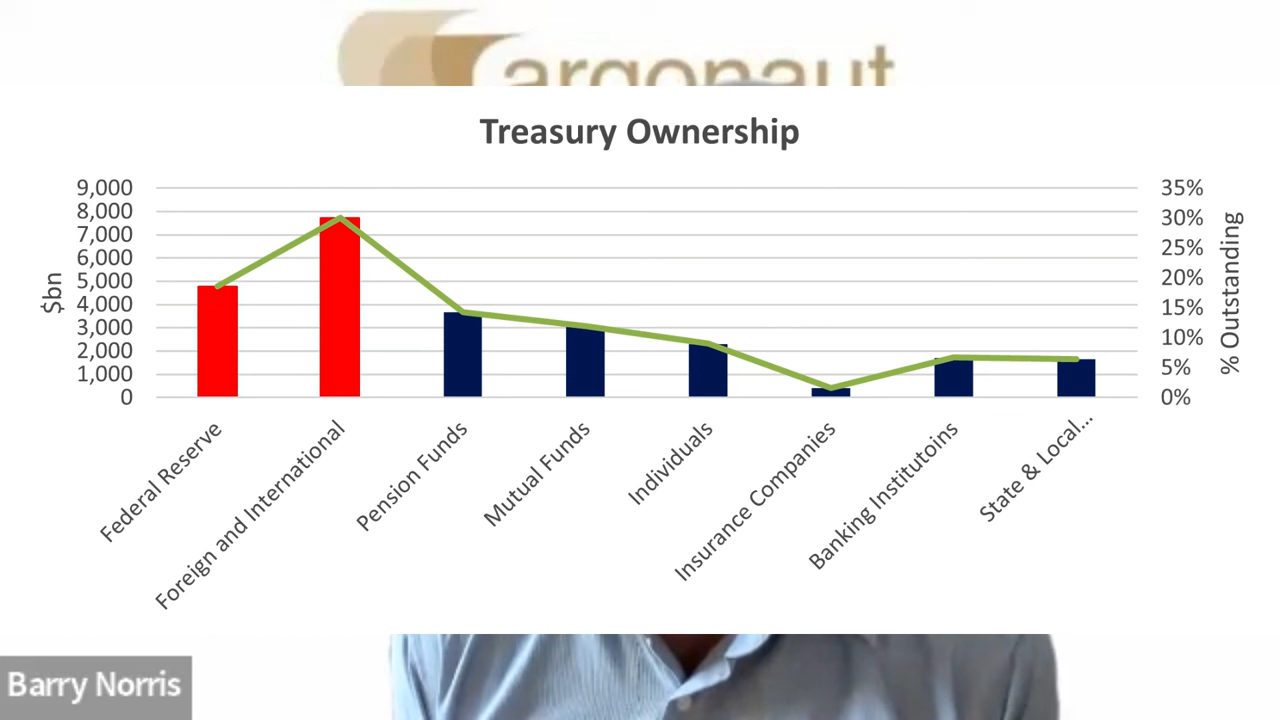 argonaut
Treasury Ownership
9,000
8,000
7,000
6,000
5,000
4,000
3,000
2,000
1,000
0
$bn
35%
30%
25%
20%
15%
10%
5%
0%
% Outstanding
Federal Reserve
Foreign and International
Pension Funds
Mutual Funds
Individuals
Insurance Companies
Banking Institutoins
State & Local...
Barry Norris